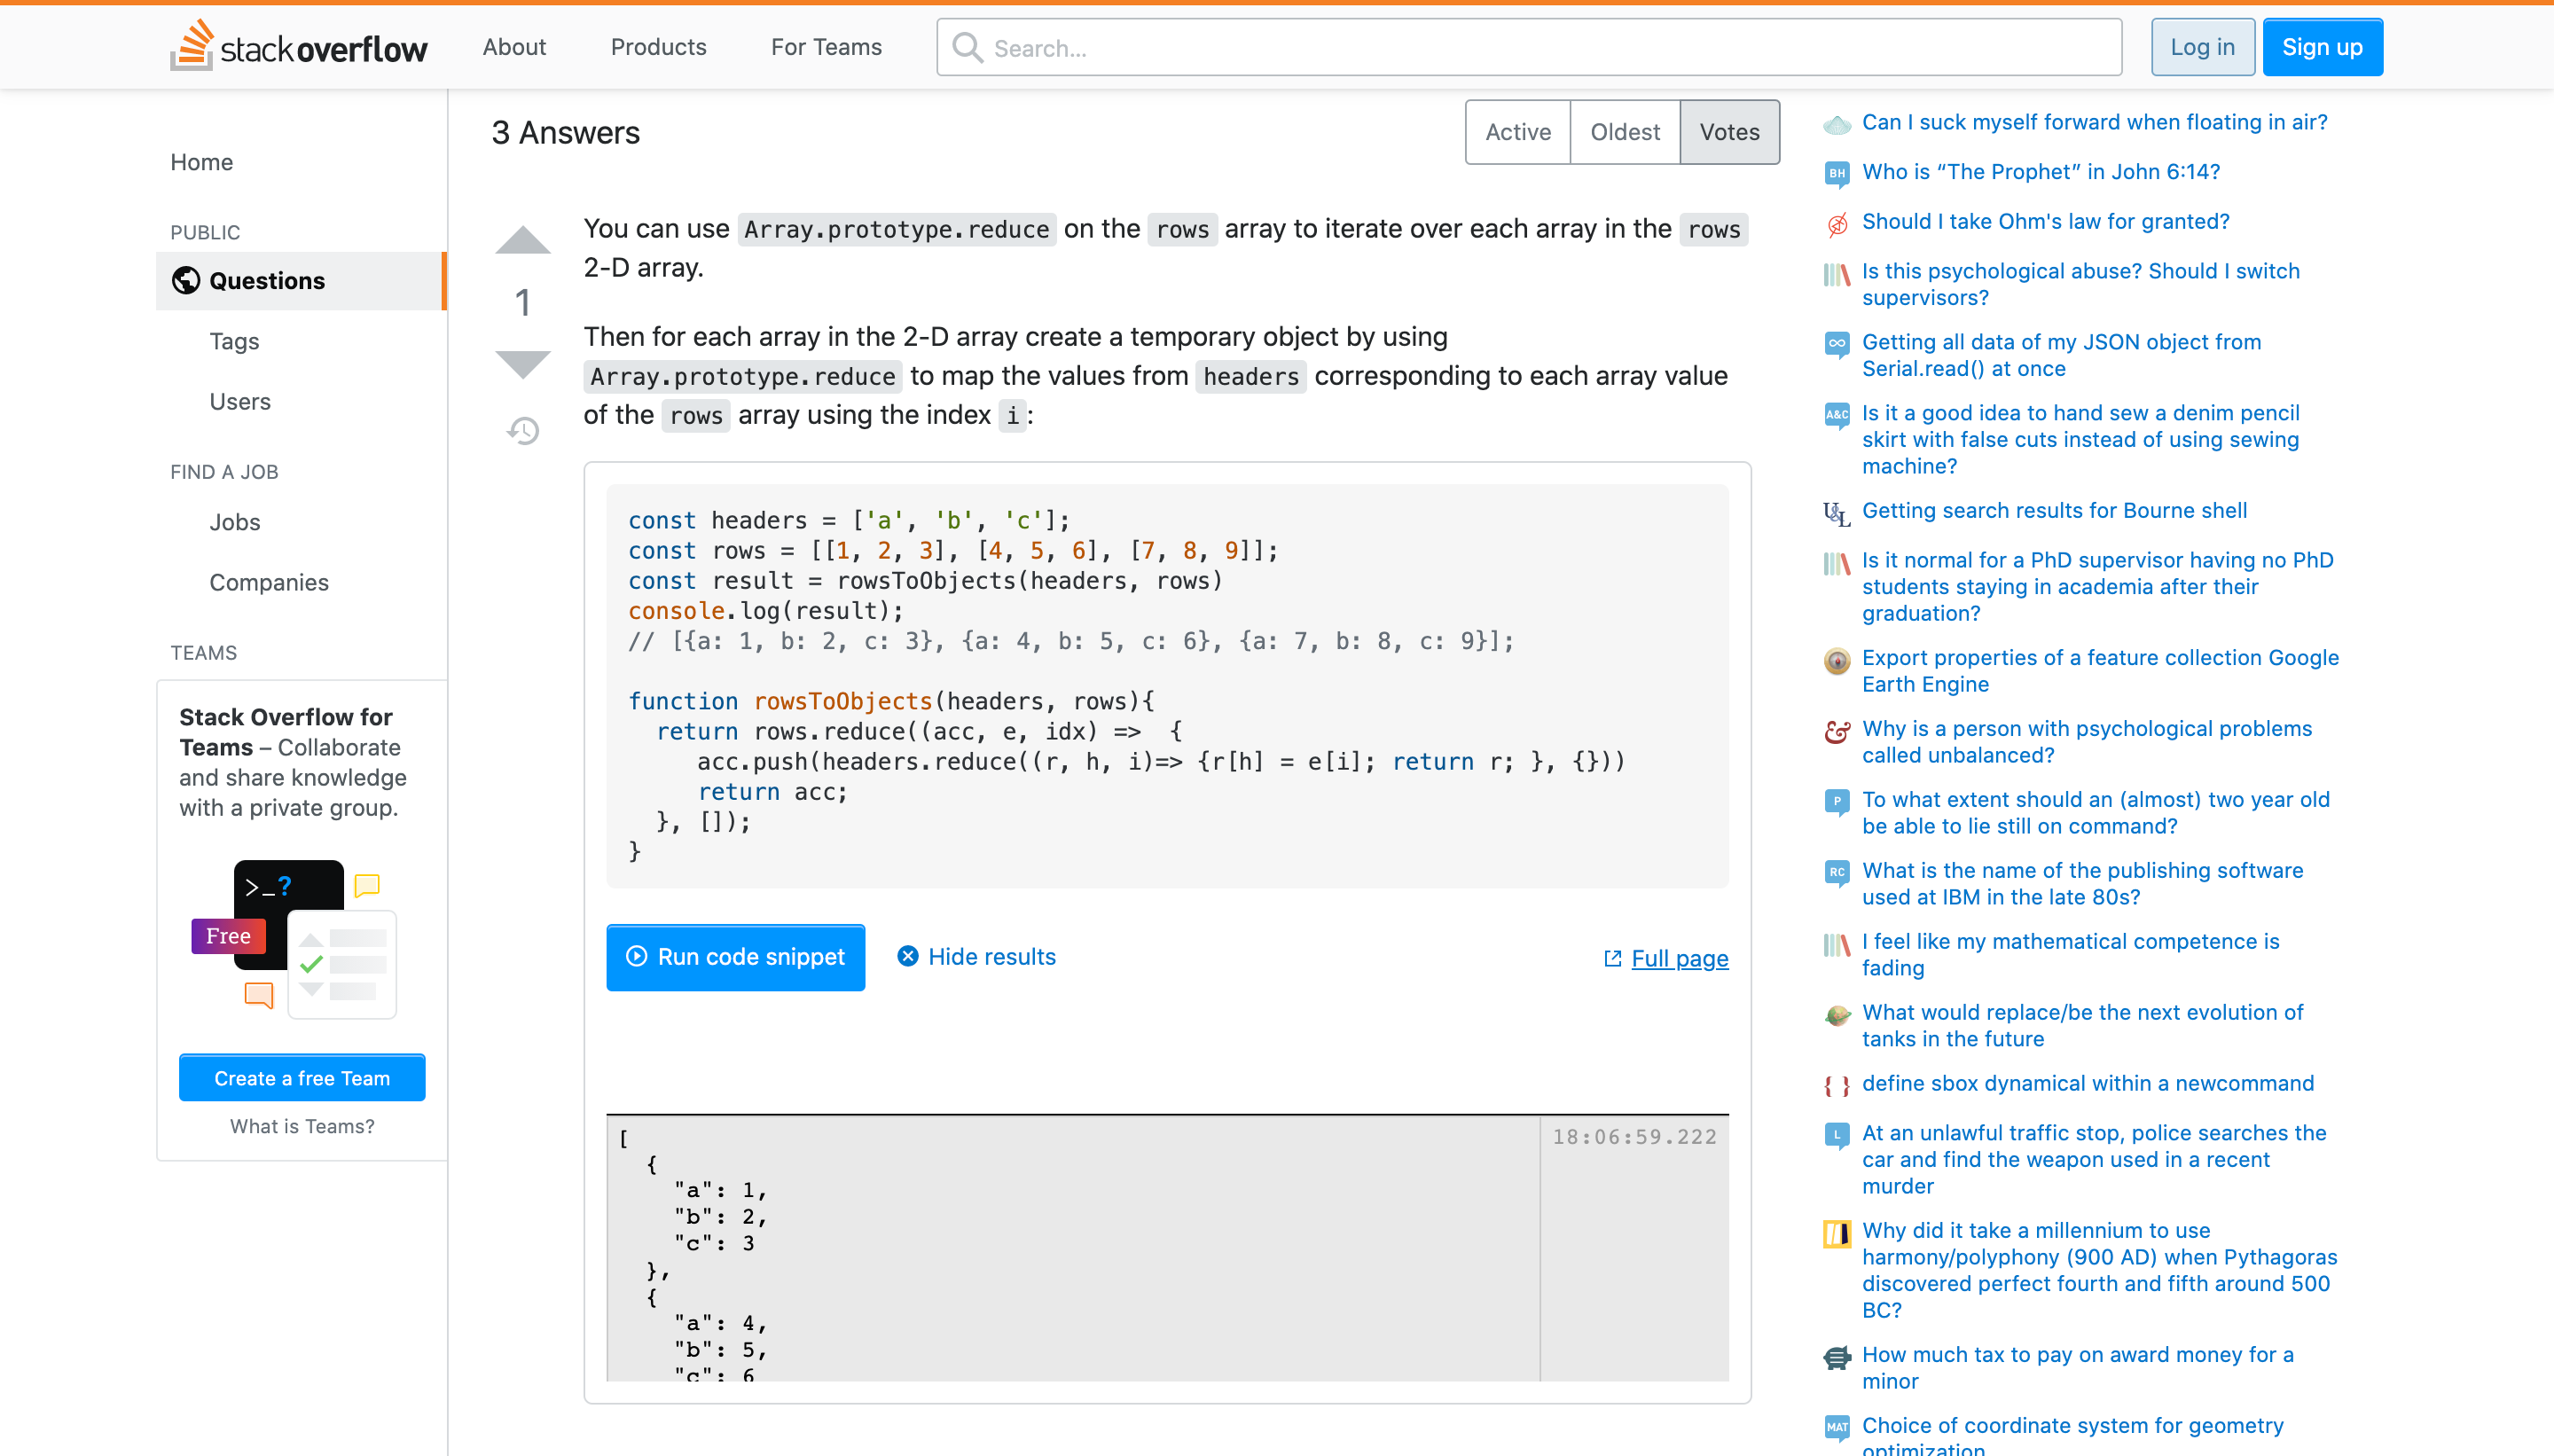 stackoverflow
About
Products
For Teams
Search...
Log in
Sign up
Home
PUBLIC
Questions
Tags
Users
FIND A JOB
Jobs
Companies
TEAMS
Stack Overflow for
Teams – Collaborate
and share knowledge
with a private group.
>_?
Free
Create a free Team
What is Teams?
3 Answers
Active
Oldest
Votes
1
You can use Array.prototype.reduce on the rows array to iterate over each array in the rows
2-D array.
Then for each array in the 2-D array create a temporary object by using
Array.prototype.reduce to map the values from headers corresponding to each array value
of the rows array using the index i:
const headers = ['a', 'b', 'c'];
const rows = [[1, 2, 3], [4, 5, 6], [7, 8, 9]];
const result = rowsToObjects(headers, rows)
console.log(result);
// [{a: 1, b: 2, c: 3}, {a: 4, b: 5, c: 6}, {a: 7, b: 8, c: 9}];
function rowsToObjects(headers, rows){
  return rows.reduce((acc, e, idx) =>  {
     acc.push(headers.reduce((r, h, i)=> {r[h] = e[i]; return r; }, {}))
     return acc;
  }, []);
}
Run code snippet
Hide results
Full page
18:06:59.222
[
  {
    "a": 1,
    "b": 2,
    "c": 3
  },
  {
    "a": 4,
    "b": 5,
    "c": 6
Can I suck myself forward when floating in air?
BH
Who is “The Prophet” in John 6:14?
Should I take Ohm's law for granted?
Is this psychological abuse? Should I switch
supervisors?
Getting all data of my JSON object from
Serial.read() at once
A&C
Is it a good idea to hand sew a denim pencil
skirt with false cuts instead of using sewing
machine?
U&L
Getting search results for Bourne shell
Is it normal for a PhD supervisor having no PhD
students staying in academia after their
graduation?
Export properties of a feature collection Google
Earth Engine
Why is a person with psychological problems
called unbalanced?
P
To what extent should an (almost) two year old
be able to lie still on command?
RC
What is the name of the publishing software
used at IBM in the late 80s?
I feel like my mathematical competence is
fading
What would replace/be the next evolution of
tanks in the future
{ }
define sbox dynamical within a newcommand
L
At an unlawful traffic stop, police searches the
car and find the weapon used in a recent
murder
Why did it take a millennium to use
harmony/polyphony (900 AD) when Pythagoras
discovered perfect fourth and fifth around 500
BC?
How much tax to pay on award money for a
minor
MAT
Choice of coordinate system for geometry
optimization